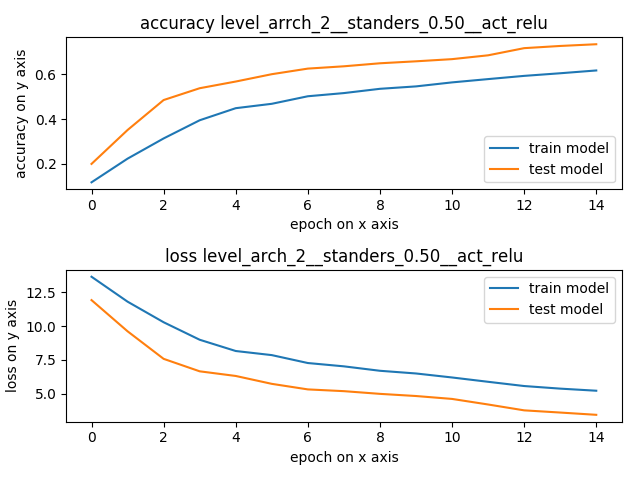 accuracy level_arrch_2__standers_0.50__act_relu
accuracy on y axis
0.6
0.4
0.2
train model
test model
0 2 4 6 8 10 12 14
epoch on x axis
loss level_arch_2__standers_0.50__act_relu
loss on y axis
12.5
10.0
7.5
5.0
train model
test model
0 2 4 6 8 10 12 14
epoch on x axis